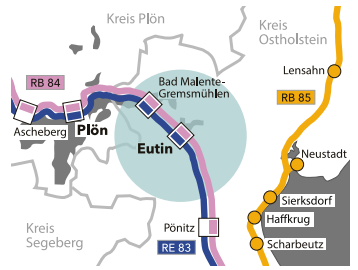 Kreis Plön
Kreis
Ostholstein
Lensahn
RB 84
Bad Malente-
Gremsmühlen
RB 85
Ascheberg
Plön
Eutin
Neustadt
Sierksdorf
Haffkrug
Pönitz
Kreis
Segeberg
RE 83
Scharbeutz